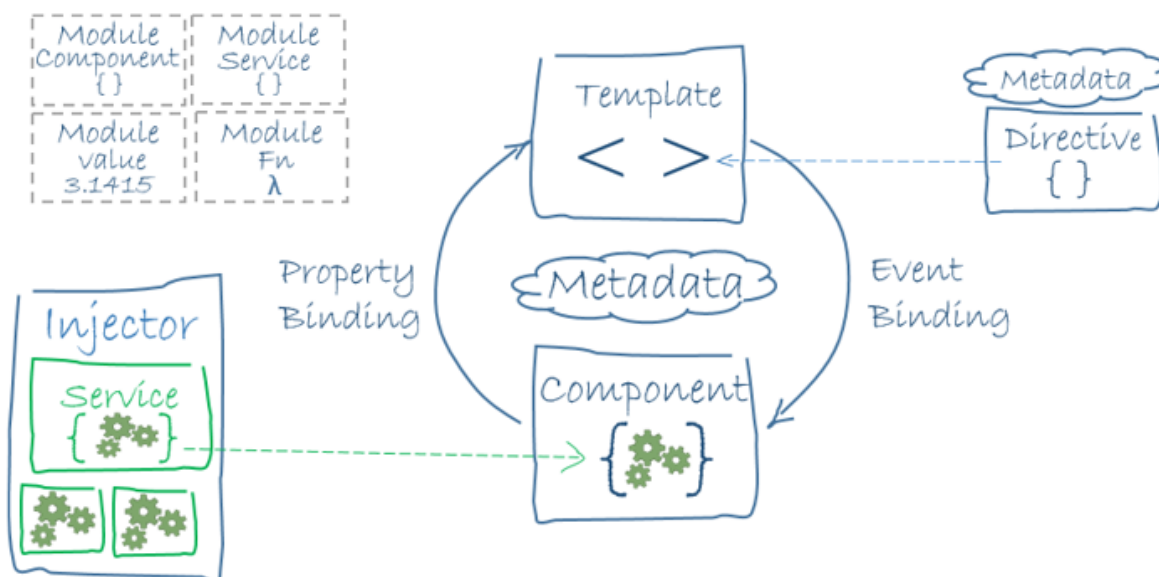 Module
Component
{ }
Module
Service
{ }
Module
value
3.1415
Module
Fn
λ
Template
< >
Metadata
Directive
{ }
Property
Binding
Metadata
Event
Binding
Injector
Service
{ }
Component
{ }